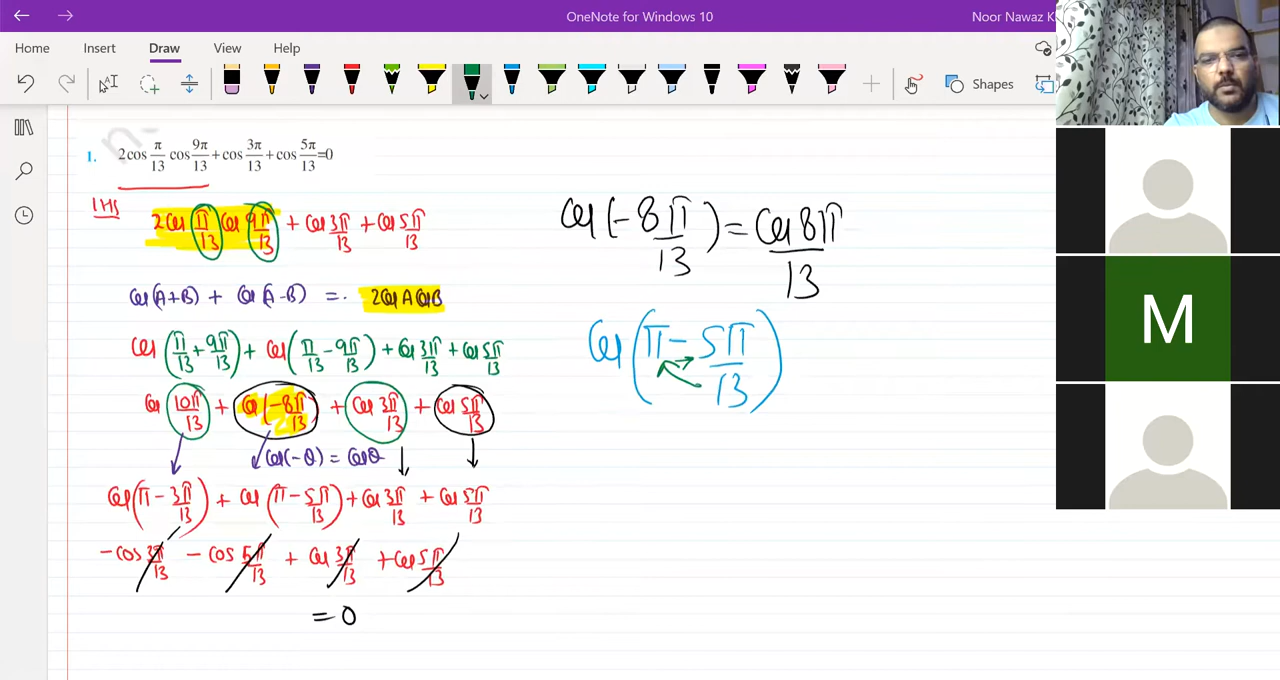 OneNote for Windows 10
Noor Nawaz K
Home Insert Draw View Help
Shapes
1. 2cos π/13 cos 9π/13 + cos 3π/13 + cos 5π/13 =0
LHS
2cos π/13 cos 9π/13 + cos 3π/13 + cos 5π/13
cos(A+B) + cos(A-B) = 2cosA cosB
cos(π/13 + 9π/13) + cos(π/13 - 9π/13) + cos 3π/13 + cos 5π/13
cos 10π/13 + cos(-8π/13) + cos 3π/13 + cos 5π/13
cos(-θ) = cosθ
cos(π - 3π/13) + cos(π - 5π/13) + cos 3π/13 + cos 5π/13
- cos 3π/13 - cos 5π/13 + cos 3π/13 + cos 5π/13
= 0
cos(-8π/13) = cos 8π/13
cos(π - 5π/13)
M